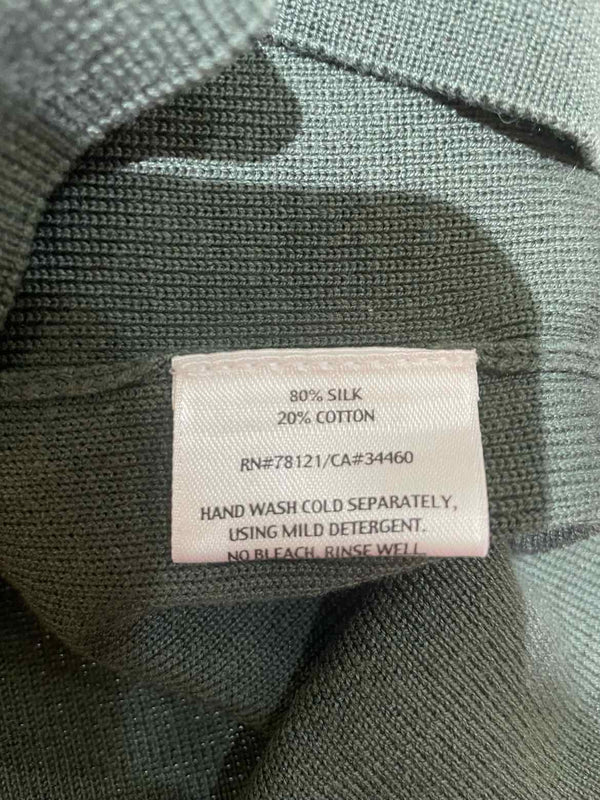 80% SILK
20% COTTON
RN#78121/CA#34460
HAND WASH COLD SEPARATELY,
USING MILD DETERGENT.
NO BLEACH. RINSE WELL.